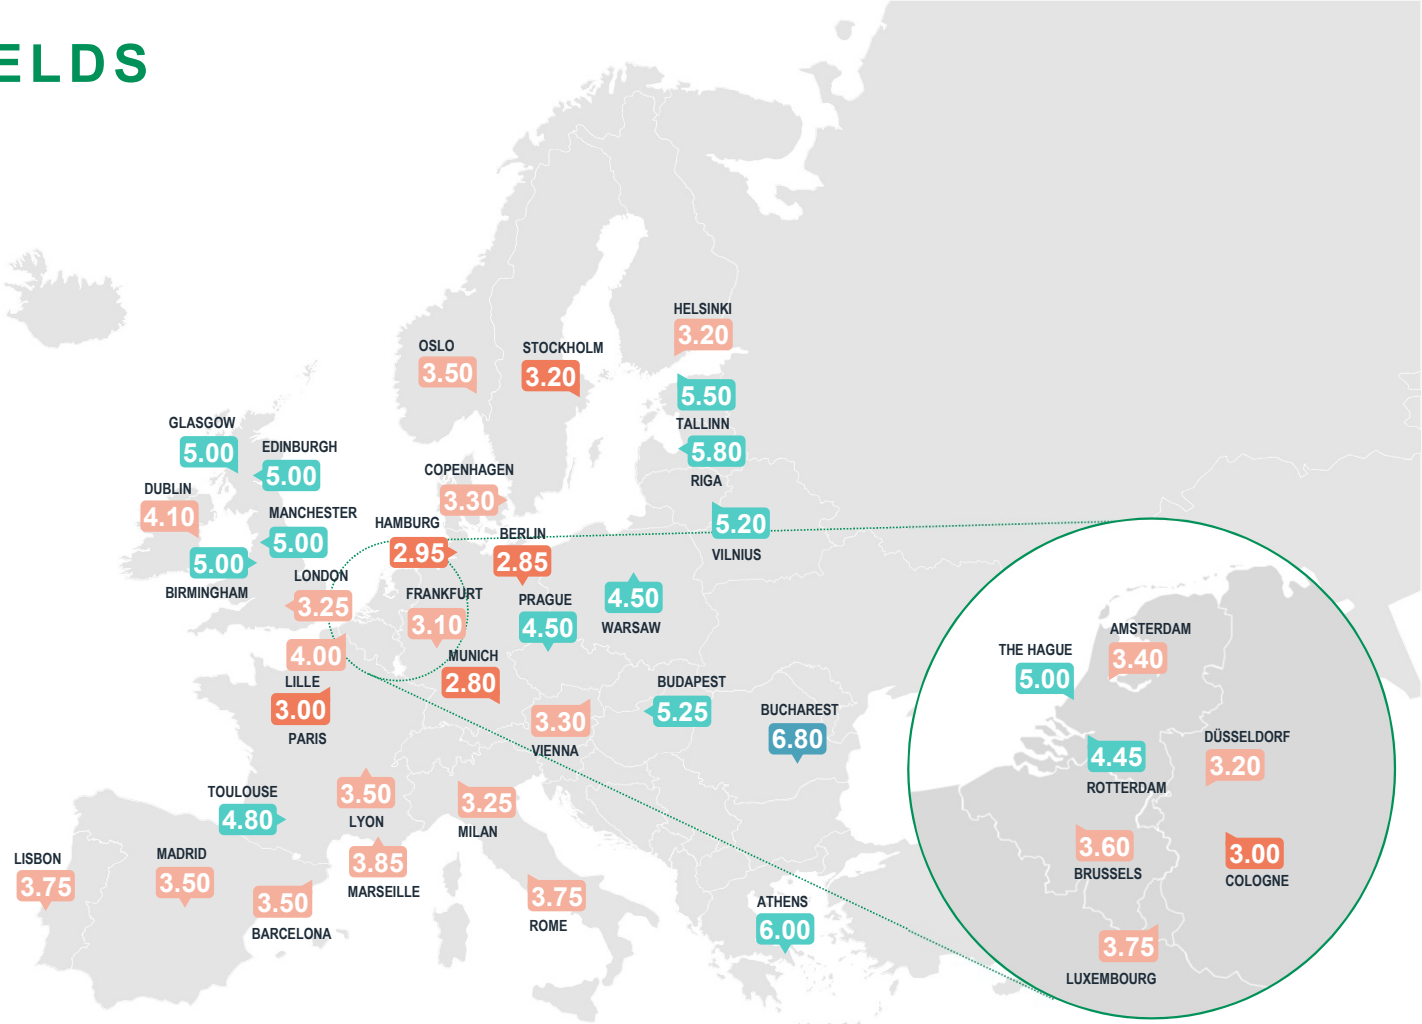 ELDS
HELSINKI
3.20
OSLO
3.50
STOCKHOLM
3.20
5.50
TALLINN
5.80
RIGA
GLASGOW
5.00
EDINBURGH
5.00
COPENHAGEN
3.30
DUBLIN
4.10
MANCHESTER
5.00
5.00
BIRMINGHAM
HAMBURG
2.95
BERLIN
2.85
5.20
VILNIUS
LONDON
3.25
FRANKFURT
3.10
PRAGUE
4.50
4.50
WARSAW
4.00
LILLE
3.00
PARIS
MUNICH
2.80
3.30
VIENNA
BUDAPEST
5.25
BUCHAREST
6.80
TOULOUSE
4.80
3.50
LYON
3.25
MILAN
3.85
MARSEILLE
LISBON
3.75
MADRID
3.50
3.50
BARCELONA
3.75
ROME
ATHENS
6.00
AMSTERDAM
3.40
THE HAGUE
5.00
4.45
ROTTERDAM
DÜSSELDORF
3.20
3.60
BRUSSELS
3.00
COLOGNE
3.75
LUXEMBOURG